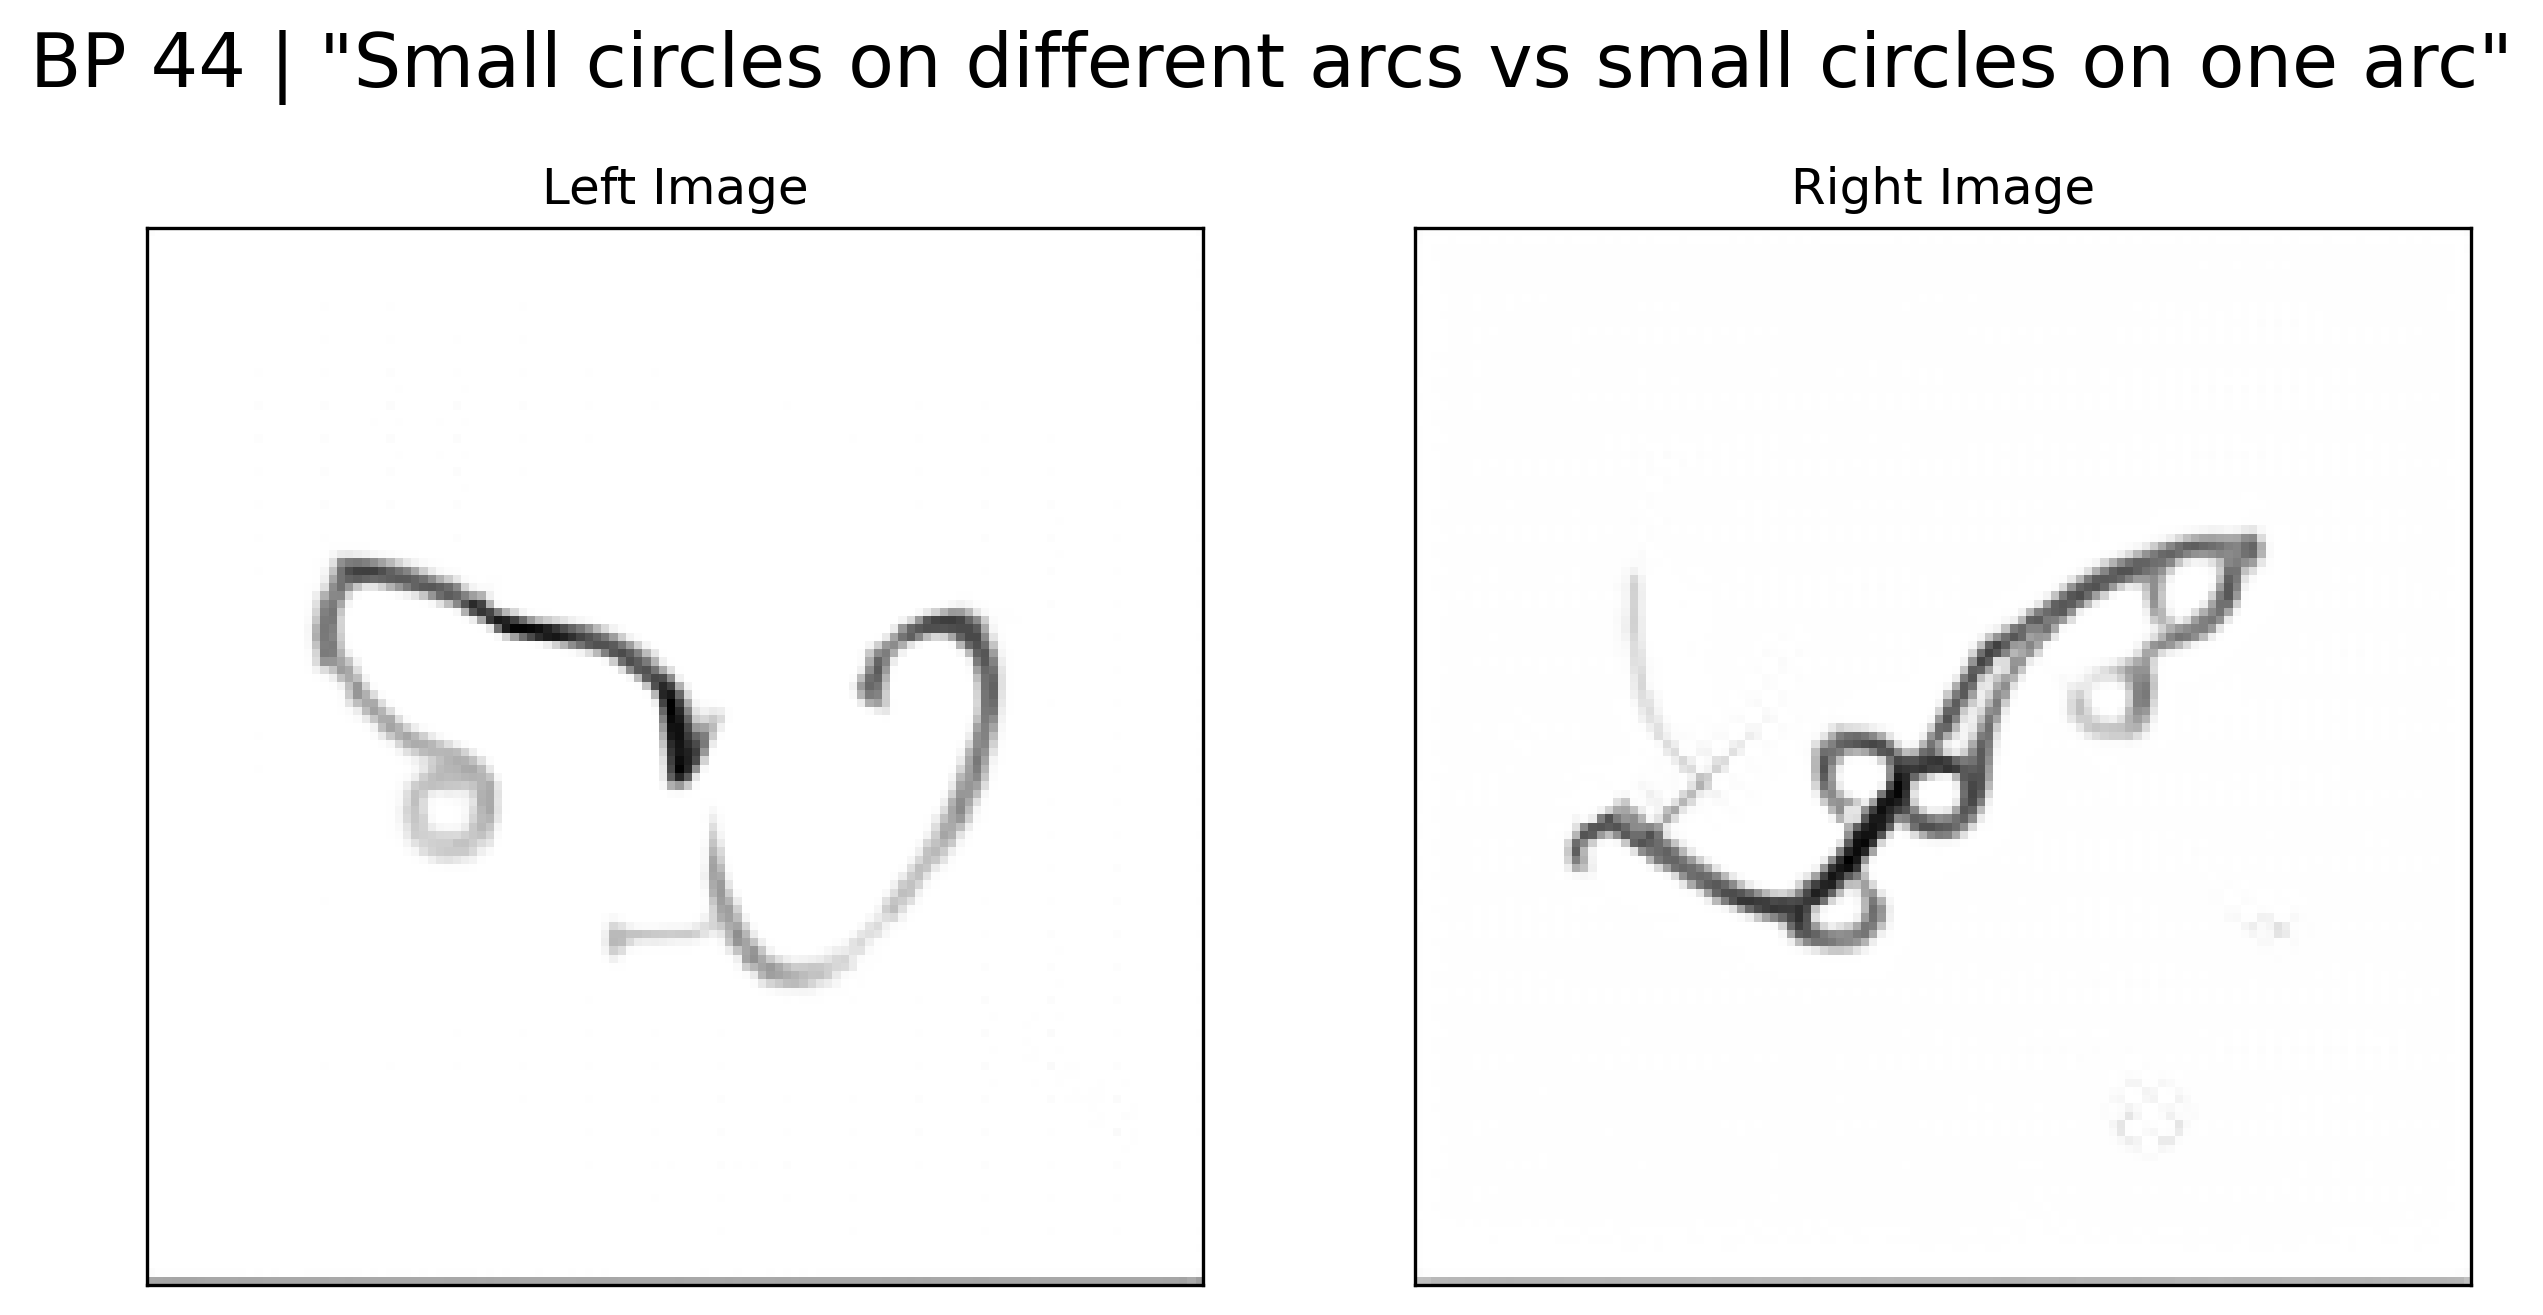 BP 44 | "Small circles on different arcs vs small circles on one arc"
Left Image
Right Image